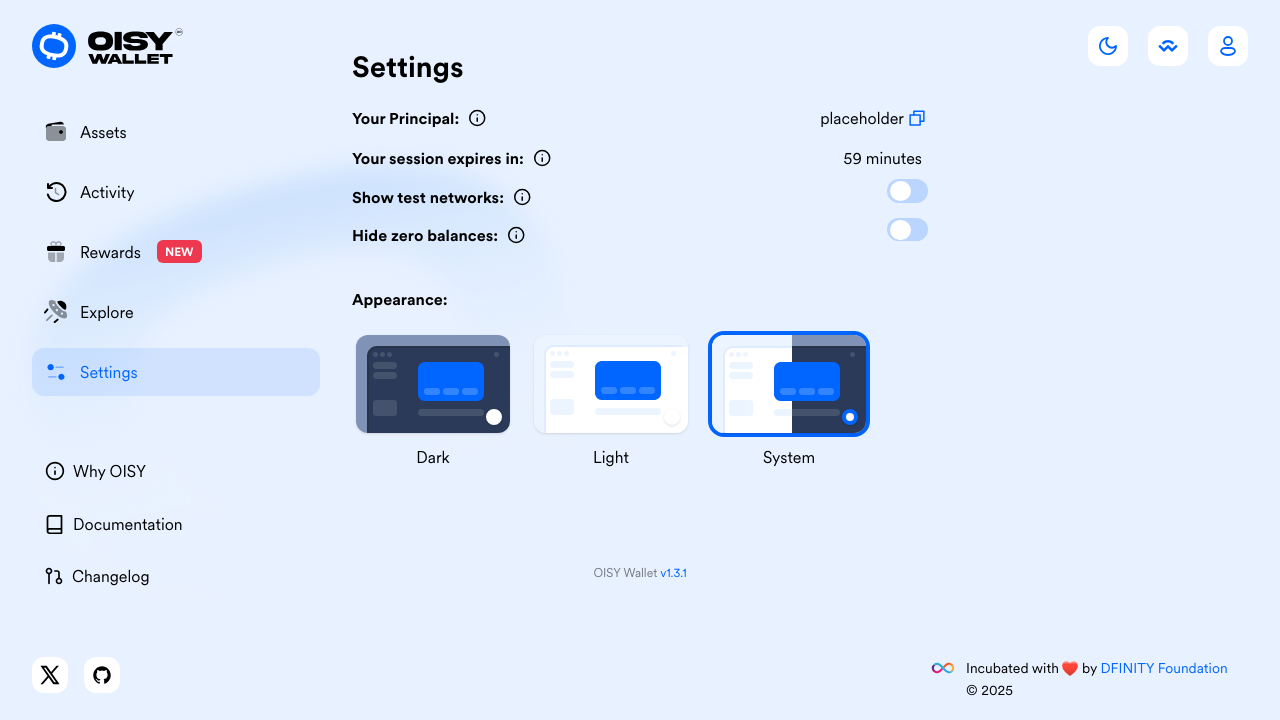 OISY
WALLET
Settings
Assets
Activity
Rewards NEW
Explore
Settings
Why OISY
Documentation
Changelog
Your Principal: placeholder
Your session expires in: 59 minutes
Show test networks:
Hide zero balances:
Appearance:
Dark
Light
System
OISY Wallet v1.3.1
Incubated with ❤️ by DFINITY Foundation
© 2025